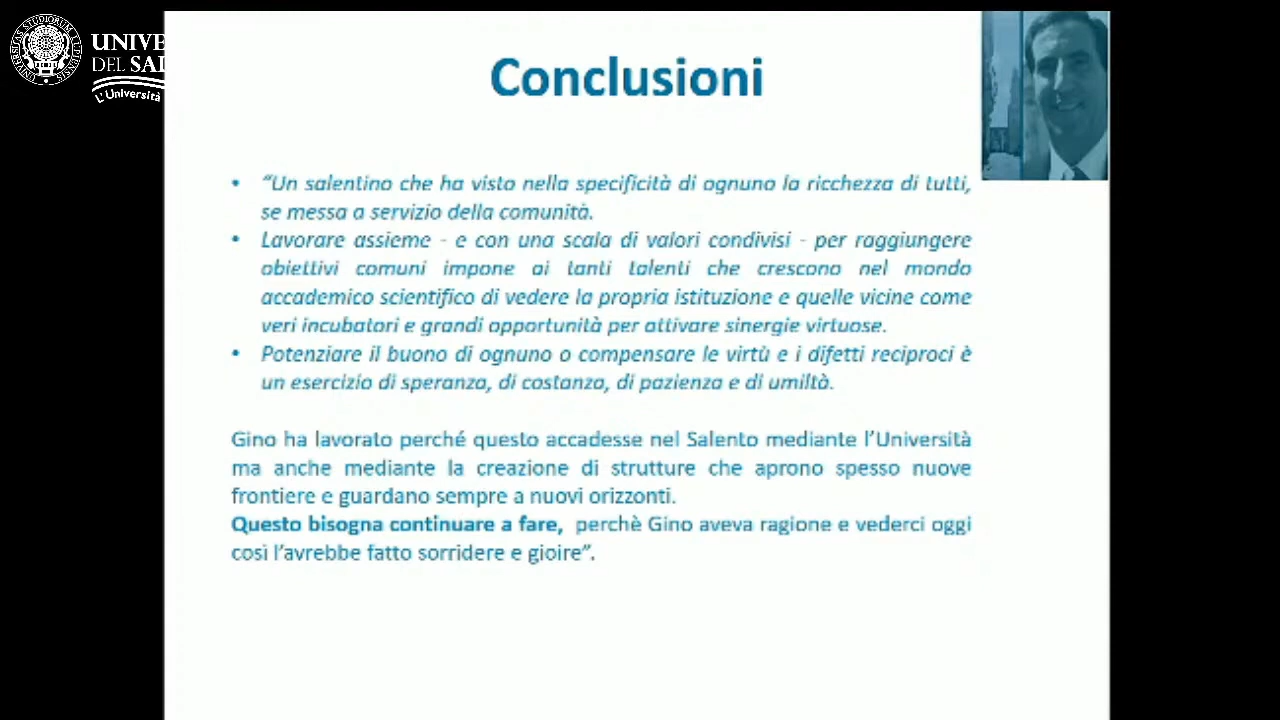 UNIVE
DEL SAL
L'Università
Conclusioni
• "Un salentino che ha visto nella specificità di ognuno la ricchezza di tutti,
se messa a servizio della comunità.
• Lavorare assieme - e con una scala di valori condivisi - per raggiungere
obiettivi comuni impone ai tanti talenti che crescono nel mondo
accademico scientifico di vedere la propria istituzione e quelle vicine come
veri incubatori e grandi opportunità per attivare sinergie virtuose.
• Potenziare il buono di ognuno o compensare le virtù e i difetti reciproci è
un esercizio di speranza, di costanza, di pazienza e di umiltà.
Gino ha lavorato perché questo accadesse nel Salento mediante l'Università
ma anche mediante la creazione di strutture che aprono spesso nuove
frontiere e guardano sempre a nuovi orizzonti.
Questo bisogna continuare a fare, perchè Gino aveva ragione e vederci oggi
così l'avrebbe fatto sorridere e gioire".